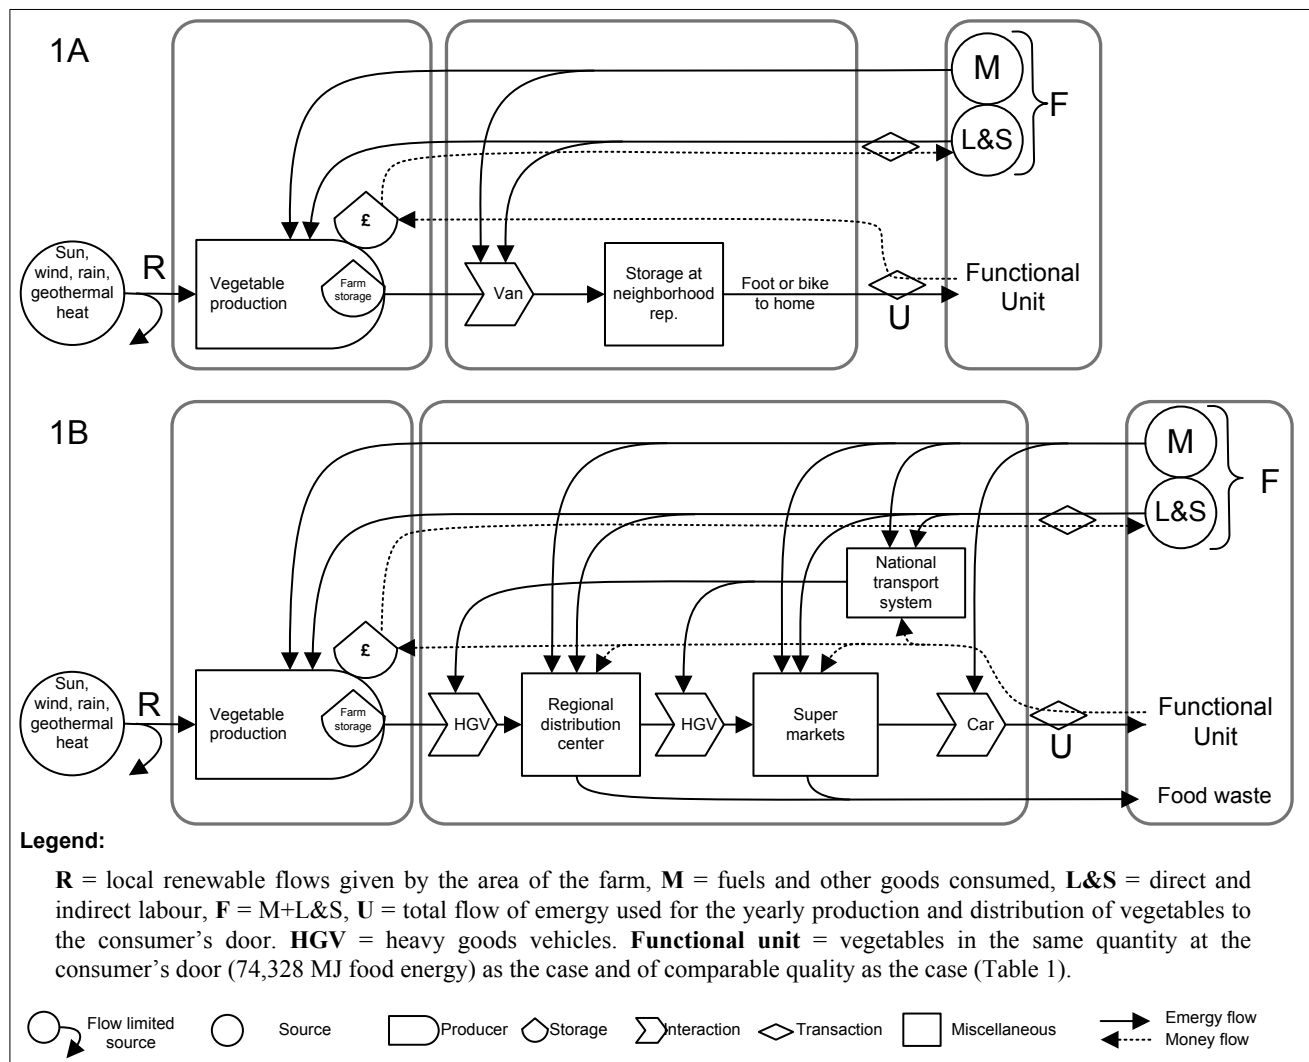 1A
M
F
L&S
£
Sun,
wind, rain,
geothermal
heat
R
Vegetable
production
Farm
storage
Van
Storage at
neighborhood
rep.
Foot or bike
to home
U
Functional
Unit
1B
M
F
L&S
National
transport
system
£
Sun,
wind, rain,
geothermal
heat
R
Vegetable
production
Farm
storage
HGV
Regional
distribution
center
HGV
Super
markets
Car
U
Functional
Unit
Food waste
Legend:
R = local renewable flows given by the area of the farm, M = fuels and other goods consumed, L&S = direct and
indirect labour, F = M+L&S, U = total flow of emergy used for the yearly production and distribution of vegetables to
the consumer's door. HGV = heavy goods vehicles. Functional unit = vegetables in the same quantity at the
consumer's door (74,328 MJ food energy) as the case and of comparable quality as the case (Table 1).
Flow limited
source
Source
Producer
Storage
Interaction
Transaction
Miscellaneous
Emergy flow
Money flow